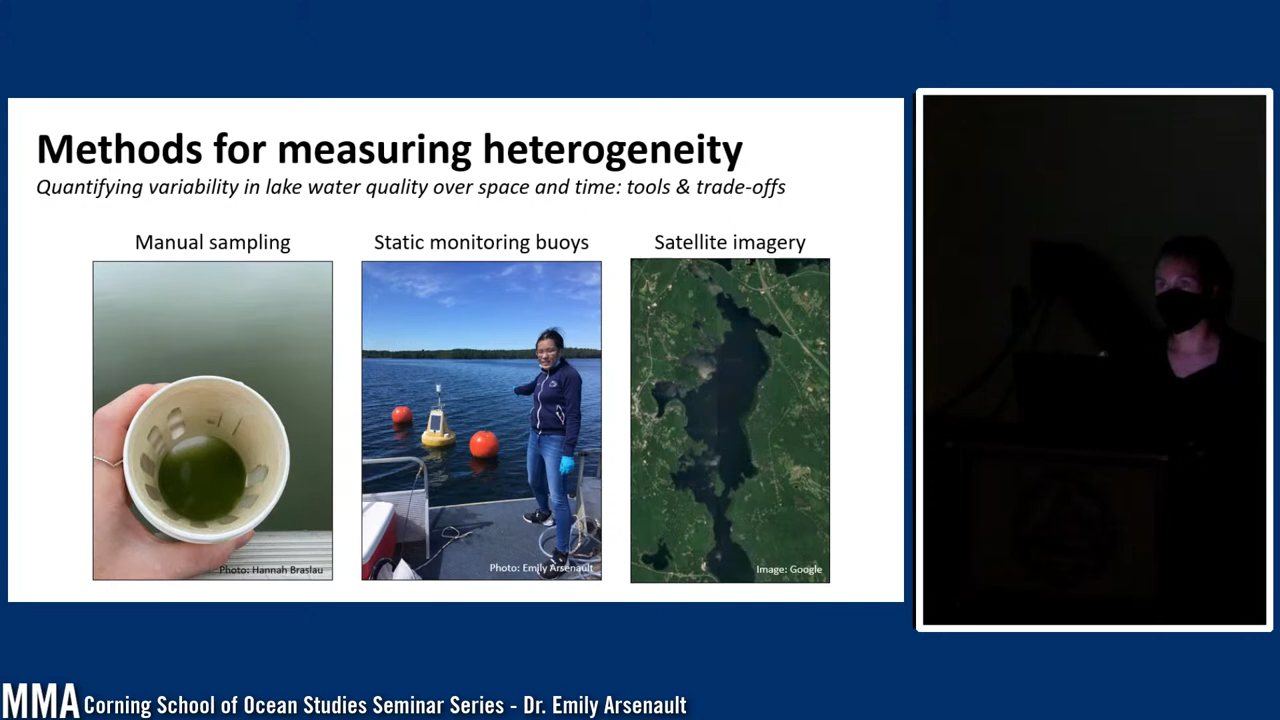 Methods for measuring heterogeneity
Quantifying variability in lake water quality over space and time: tools & trade-offs
Manual sampling
Static monitoring buoys
Satellite imagery
Photo: Hannah Braslau
Photo: Emily Arsenault
Image: Google
MMA Corning School of Ocean Studies Seminar Series - Dr. Emily Arsenault